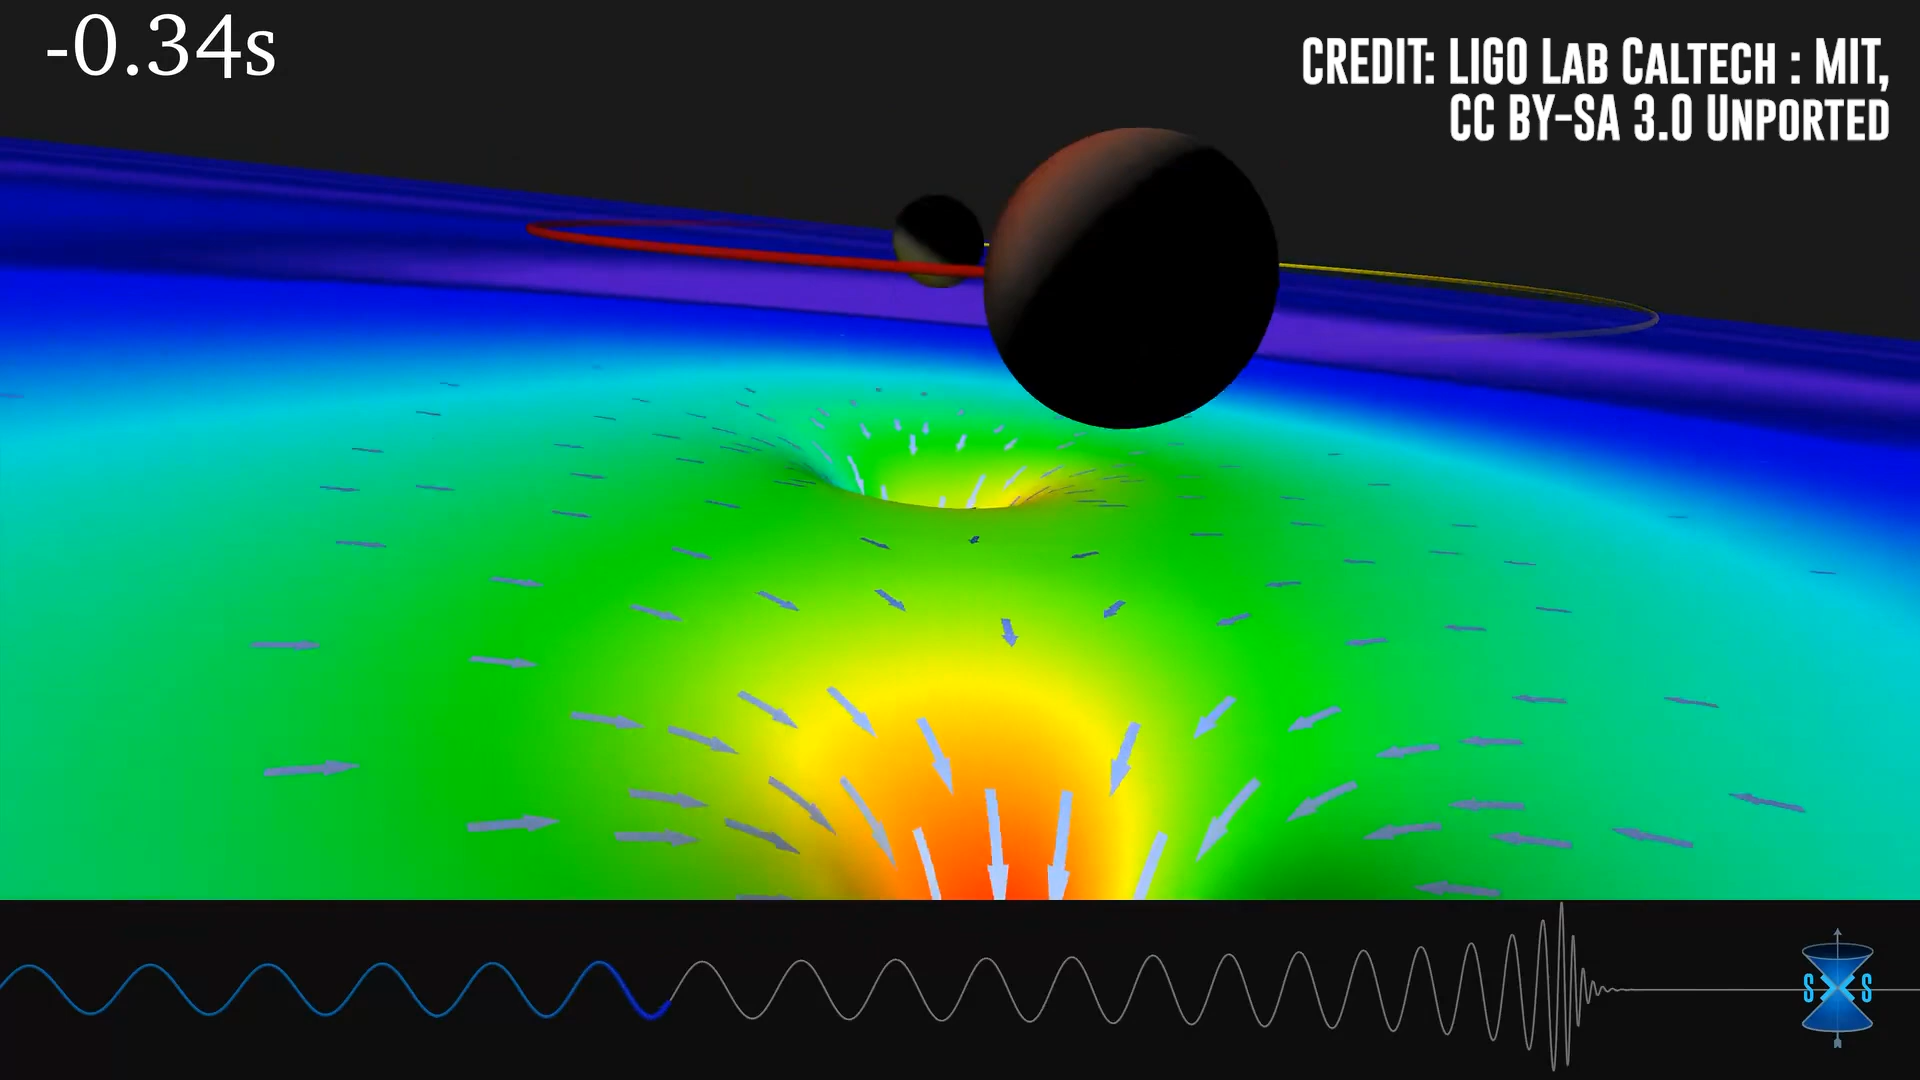 -0.34s
CREDIT: LIGO LAB CALTECH : MIT,
CC BY-SA 3.0 UNPORTED
S X S